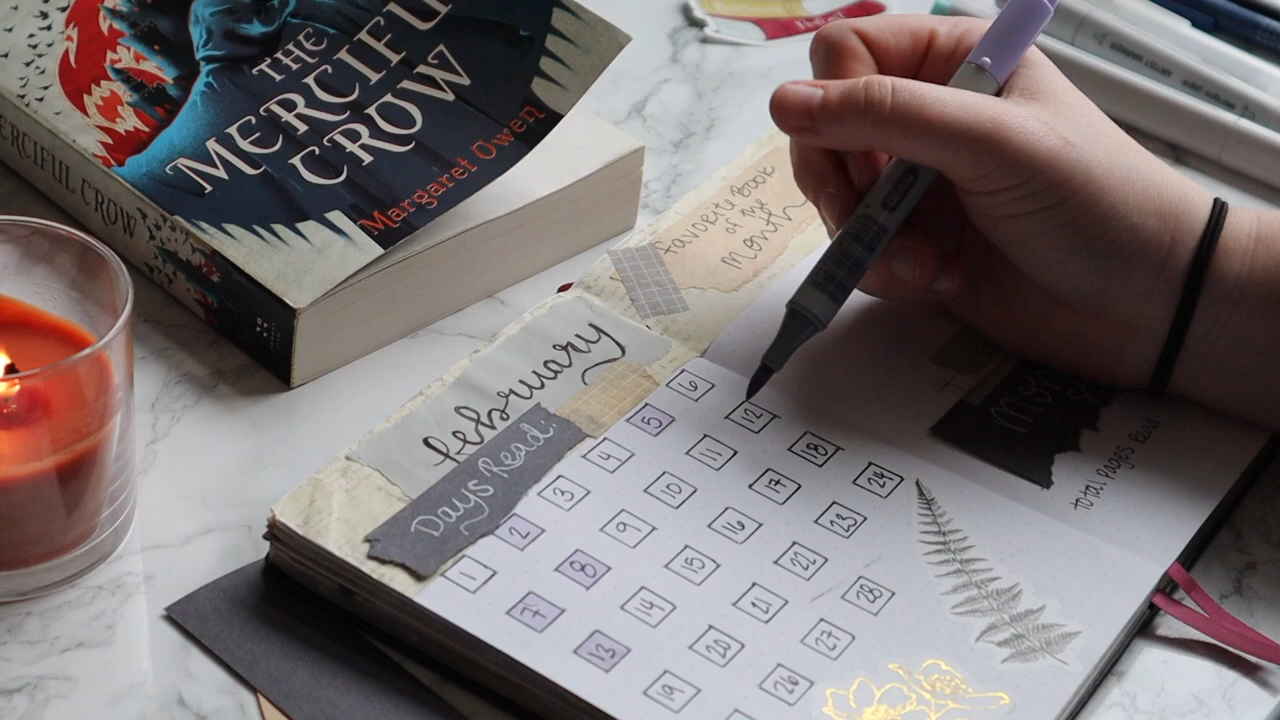 THE
MERCIFU
CROW
Margaret Owen
ERCIFUL CROW
Favorite Book
of the
Month
February
Days Read:
1 2 3 4 5 6
7 8 9 10 11 12
13 14 15 16 17 18
19 20 21 22 23 24
26 27 28
total pages read: